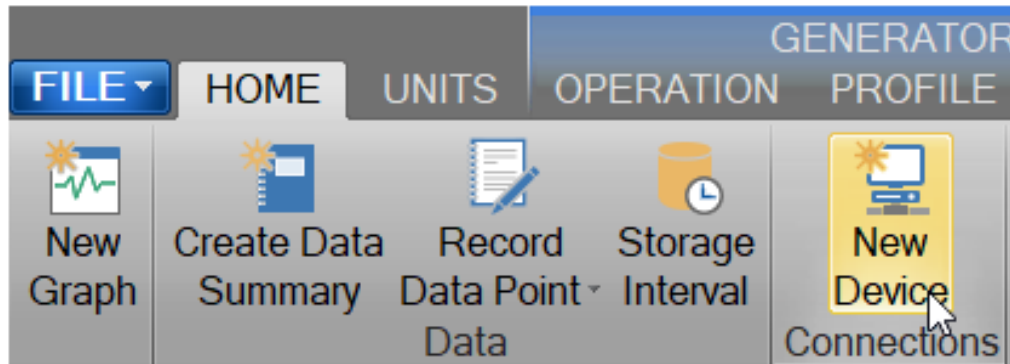 GENERATOR
FILE HOME UNITS OPERATION PROFILE
New Create Data Record Storage New
Graph Summary Data Point Interval Device
Data Connections